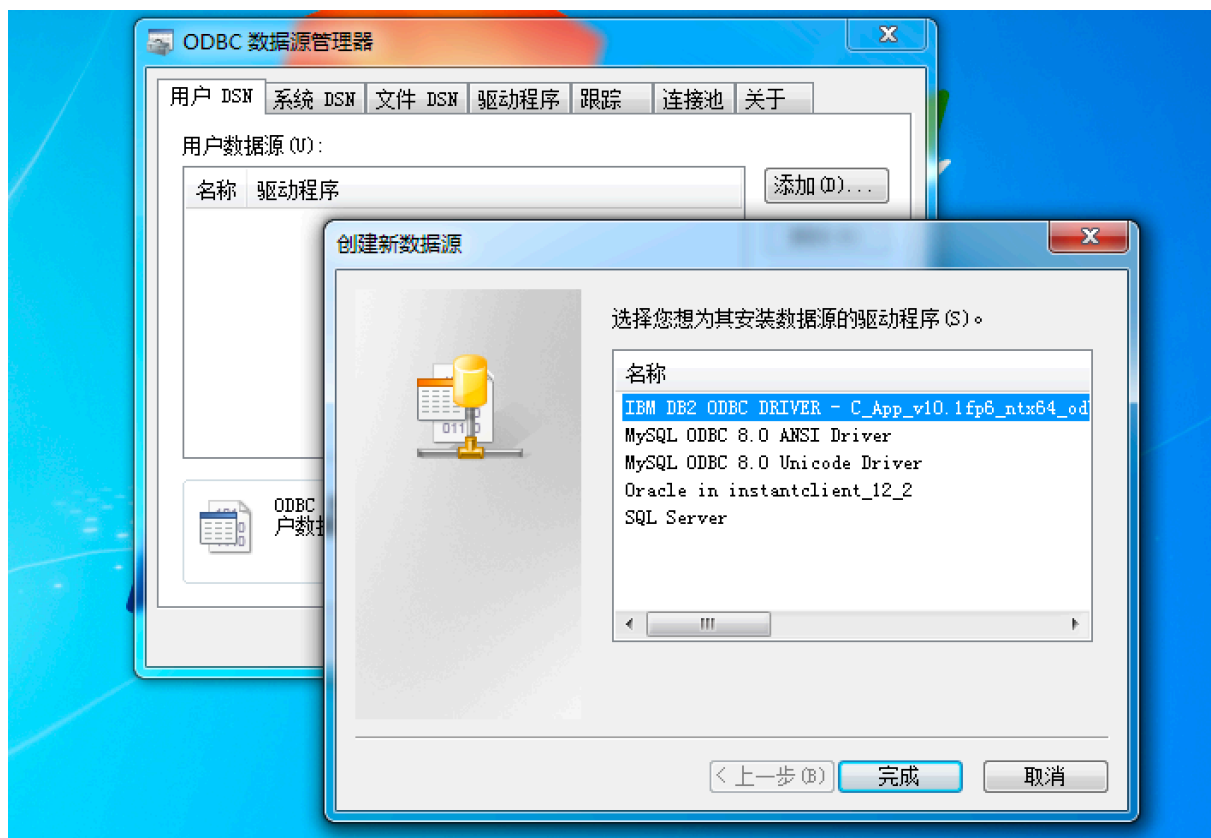 ODBC 数据源管理器
用户 DSN 系统 DSN 文件 DSN 驱动程序 跟踪 连接池 关于
用户数据源(U):
名称 驱动程序
添加(D)...
创建新数据源
选择您想为其安装数据源的驱动程序(S)。
名称
IBM DB2 ODBC DRIVER - C_App_v10.1fp6_ntx64_od
MySQL ODBC 8.0 ANSI Driver
MySQL ODBC 8.0 Unicode Driver
Oracle in instantclient_12_2
SQL Server
ODBC
户数据
<上一步(B)
完成
取消